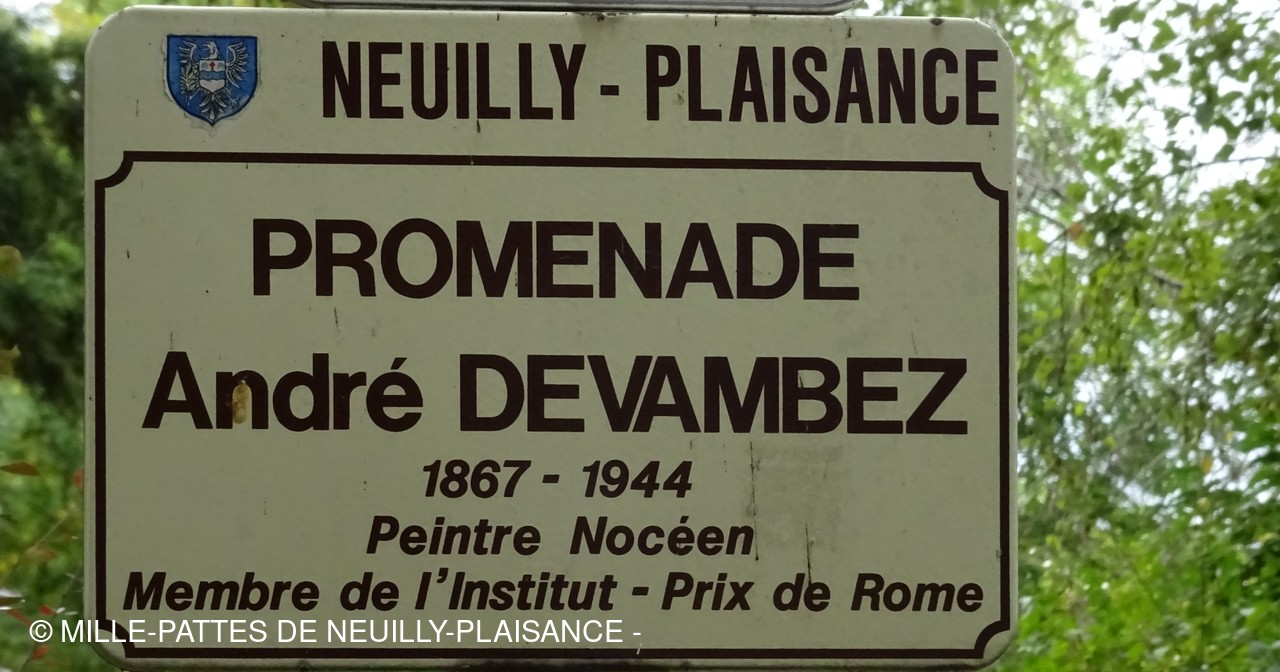 NEUILLY - PLAISANCE
PROMENADE
André DEVAMBEZ
1867 - 1944
Peintre Nocéen
Membre de l'Institut - Prix de Rome
© MILLE-PATTES DE NEUILLY-PLAISANCE -